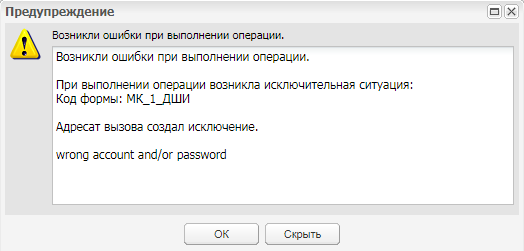 Предупреждение
Возникли ошибки при выполнении операции.
Возникли ошибки при выполнении операции.
При выполнении операции возникла исключительная ситуация:
Код формы: МК_1_ДШИ
Адресат вызова создал исключение.
wrong account and/or password
ОК
Скрыть